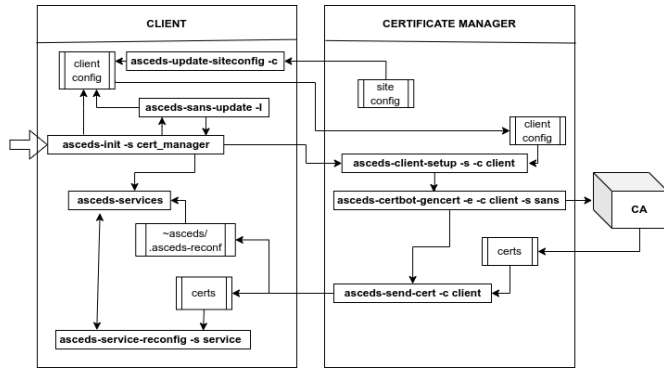 CLIENT
CERTIFICATE MANAGER
client
config
asceds-update-siteconfig -c
site
config
asceds-sans-update -l
client
config
asceds-init -s cert_manager
asceds-client-setup -s -c client
asceds-services
asceds-certbot-gencert -e -c client -s sans
CA
~asceds/
.asceds-reconf
certs
certs
asceds-send-cert -c client
asceds-service-reconfig -s service